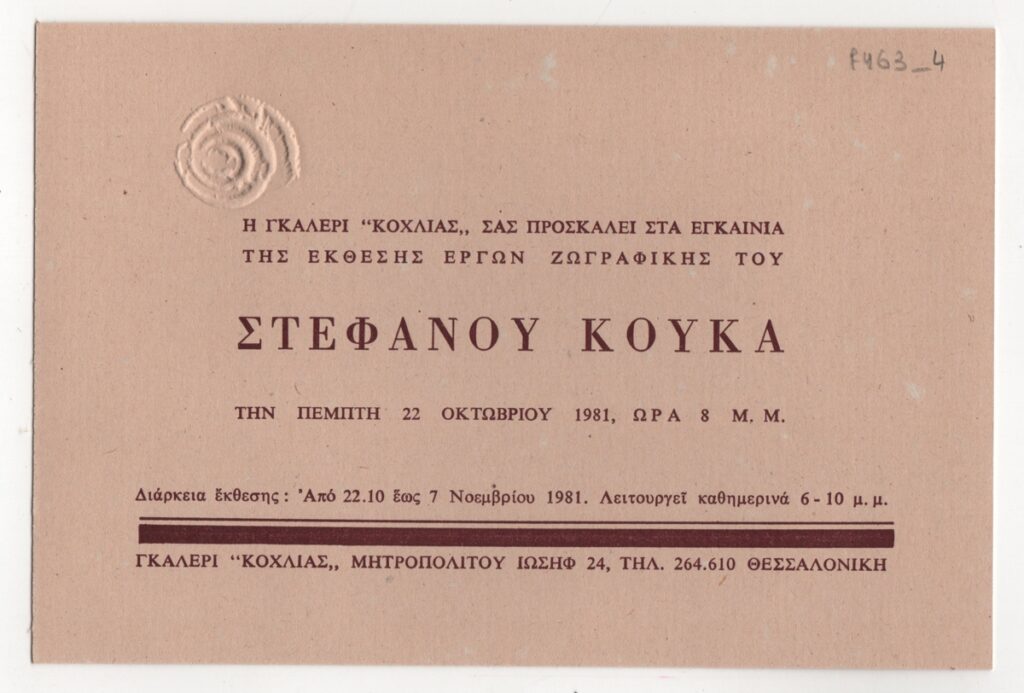 F463_4
Η ΓΚΑΛΕΡΙ “ΚΟΧΛΙΑΣ„ ΣΑΣ ΠΡΟΣΚΑΛΕΙ ΣΤΑ ΕΓΚΑΙΝΙΑ
ΤΗΣ ΕΚΘΕΣΗΣ ΕΡΓΩΝ ΖΩΓΡΑΦΙΚΗΣ ΤΟΥ
ΣΤΕΦΑΝΟΥ ΚΟΥΚΑ
ΤΗΝ ΠΕΜΠΤΗ 22 ΟΚΤΩΒΡΙΟΥ 1981, ΩΡΑ 8 Μ. Μ.
Διάρκεια ἔκθεσης : Ἀπό 22.10 ἕως 7 Νοεμβρίου 1981. Λειτουργεῖ καθημερινά 6 - 10 μ. μ.
ΓΚΑΛΕΡΙ “ΚΟΧΛΙΑΣ„ ΜΗΤΡΟΠΟΛΙΤΟΥ ΙΩΣΗΦ 24, ΤΗΛ. 264.610 ΘΕΣΣΑΛΟΝΙΚΗ